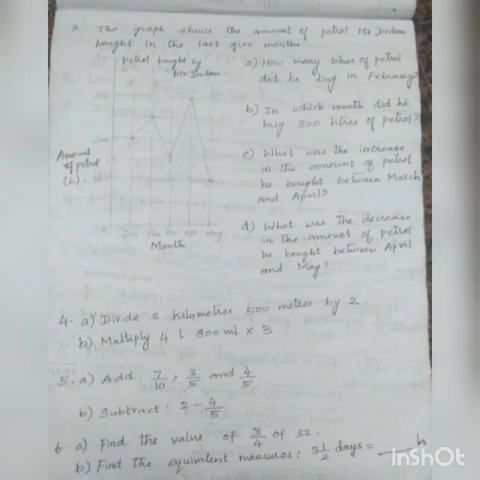 3. The graph shows the amount of petrol Mr Jordan
bought in the last five months.
petrol bought by
Mr Jordan.
Amount
of petrol
(L).
Jan
May
Month
a) How many litres of petrol
did he buy in February?
b) In which month did he
buy 300 litres of petrol?
c) What was the increase
in the amount of petrol
he bought between March
and April?
d) What was The decrease
in the amount of petrol
he bought between April
and May?
4. a) Divide 3 kilometres 500 metres by 2.
b) Multiply 4 L 800 ml x 3
5. a) Add 7/10, 3/5 and 4/5
b) Subtract: 2 - 4/5
6 a) Find the value of 3/4 of 32.
b) Find the equivalent measures: 3 1/2 days = __ h
InShOt